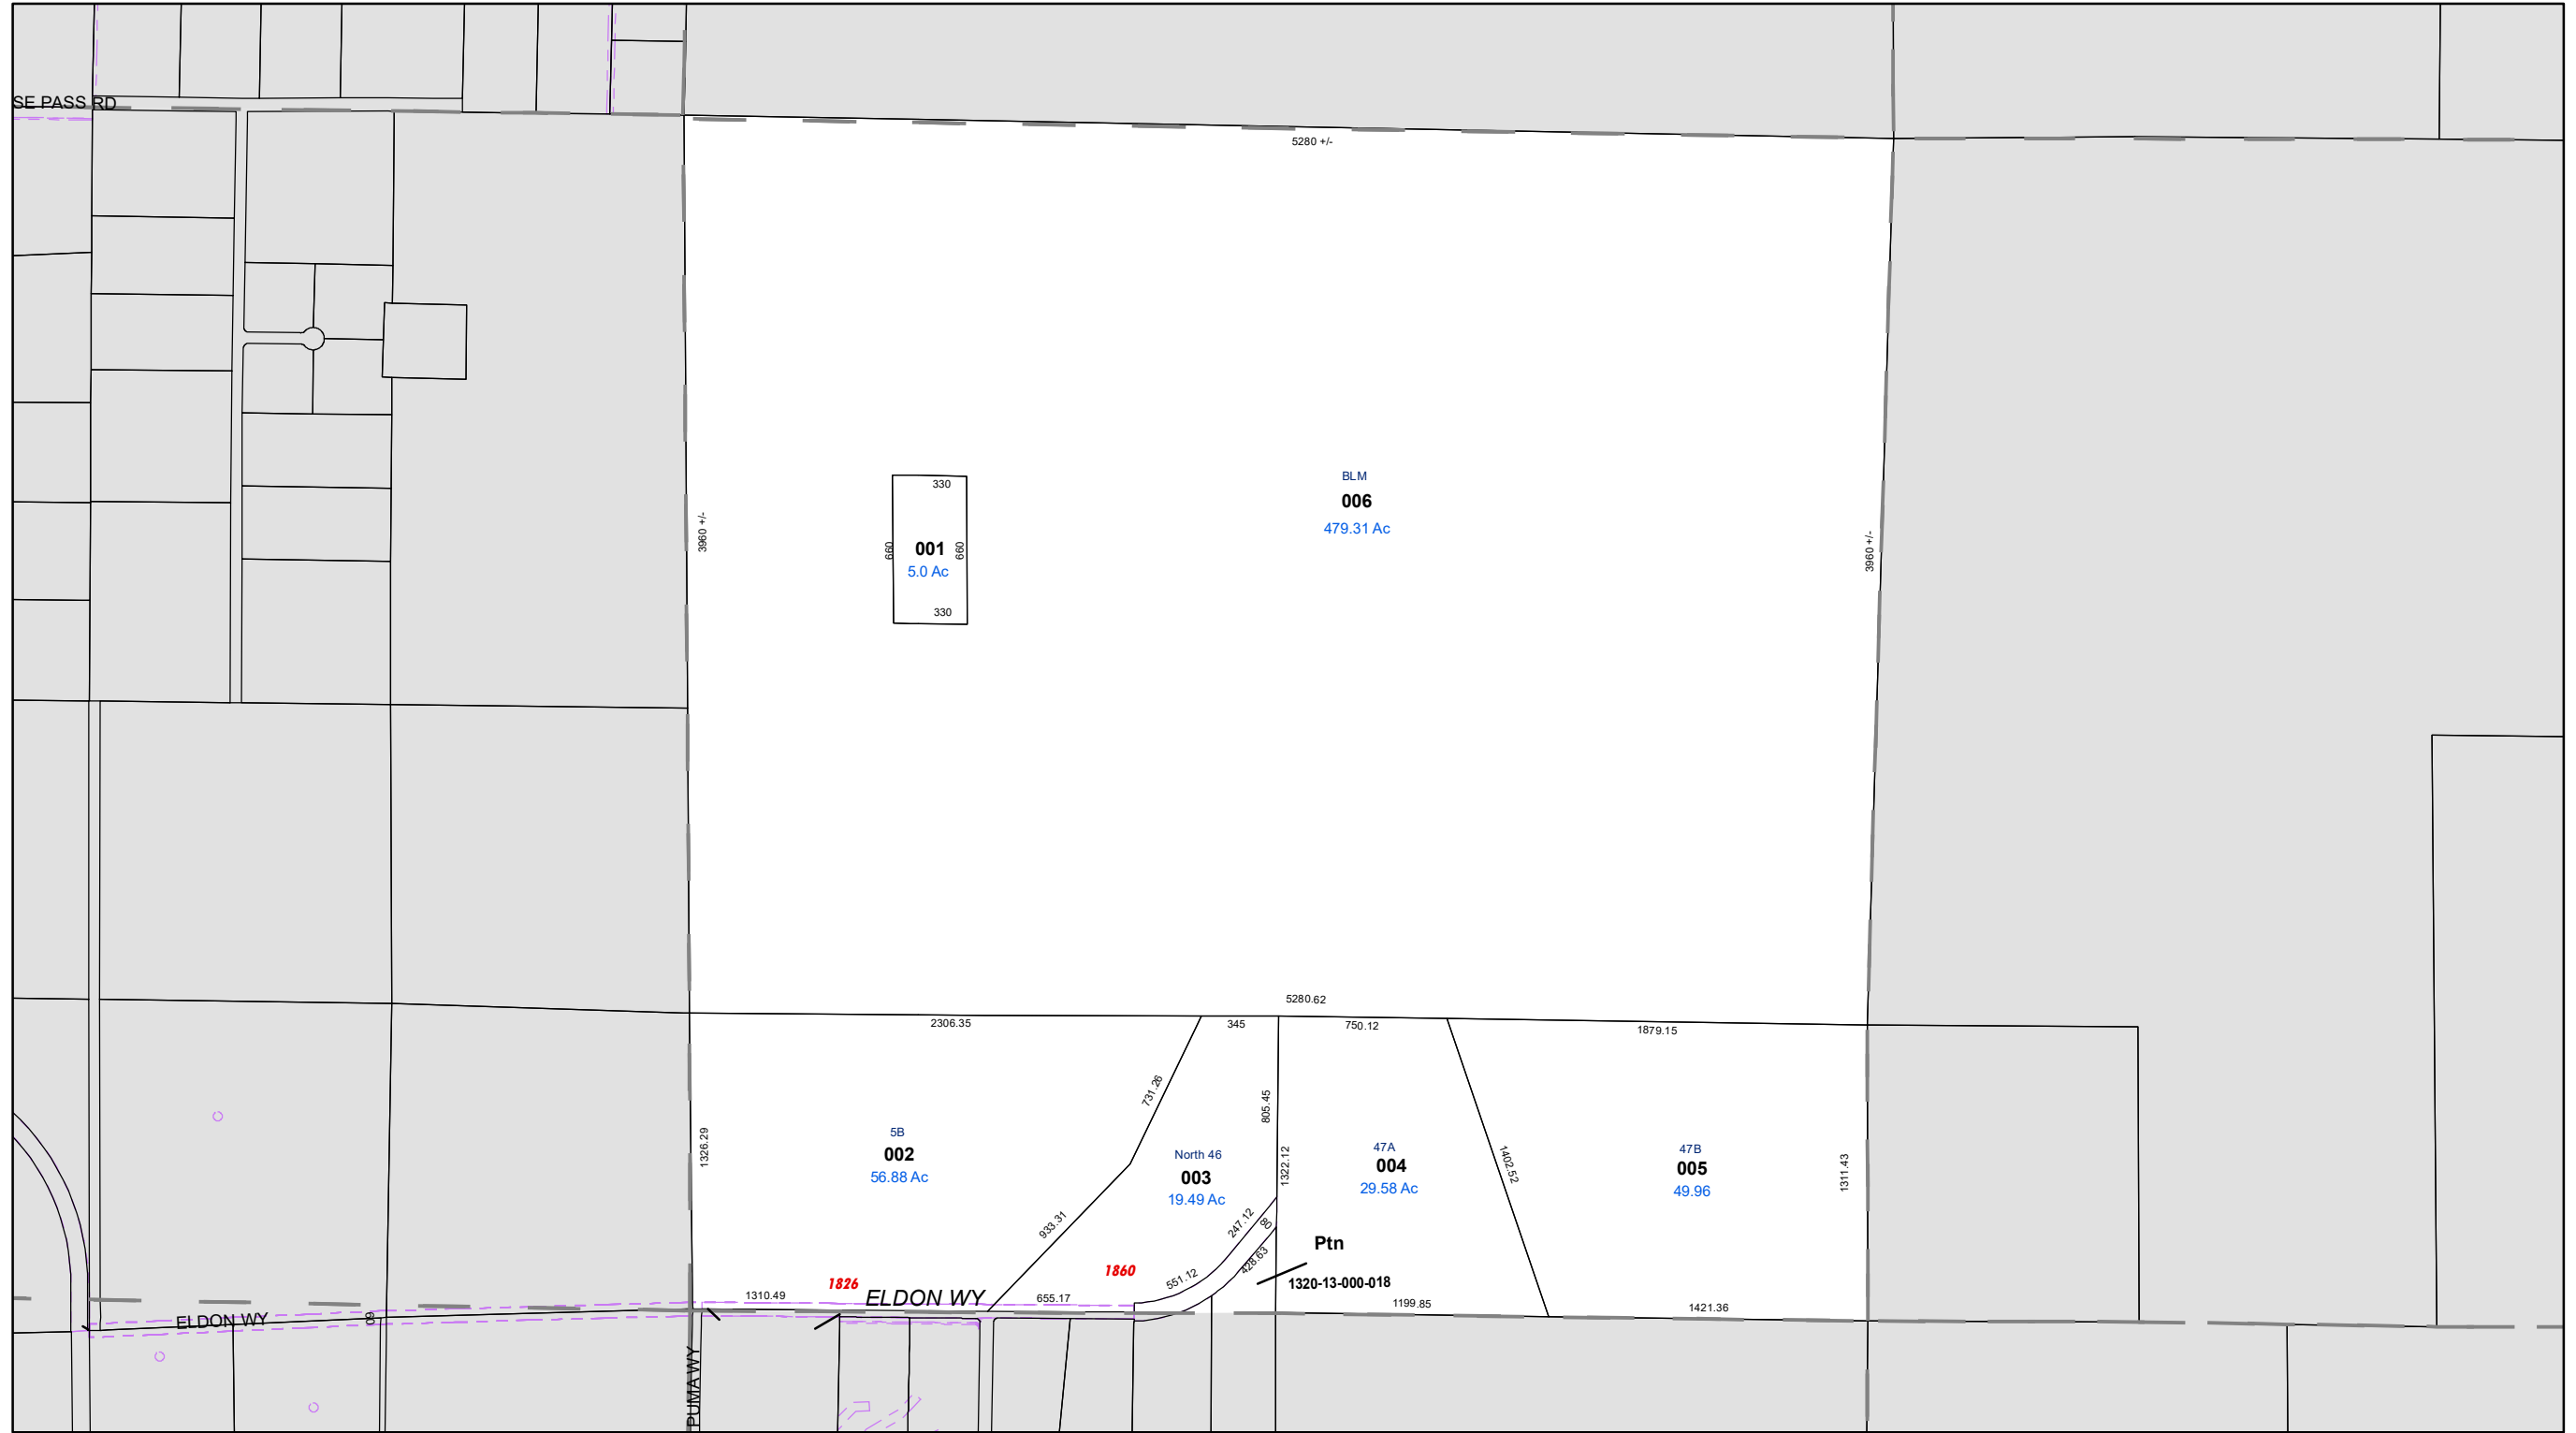 SE PASS RD
5280 +/-
BLM
006
479.31 Ac
330
3960 +/-
660
001
660
5.0 Ac
330
3960 +/-
5280.62
2306.35
345
750.12
1879.15
731.26
805.45
1326.29
5B
002
56.88 Ac
North 46
003
19.49 Ac
1322.12
47A
004
29.58 Ac
1402.52
47B
005
49.96
1311.43
933.31
247.12
80
428.63
Ptn
1320-13-000-018
551.12
1860
1826
1310.49
ELDON WY
655.17
1199.85
1421.36
ELDON WY
60
PUMA WY